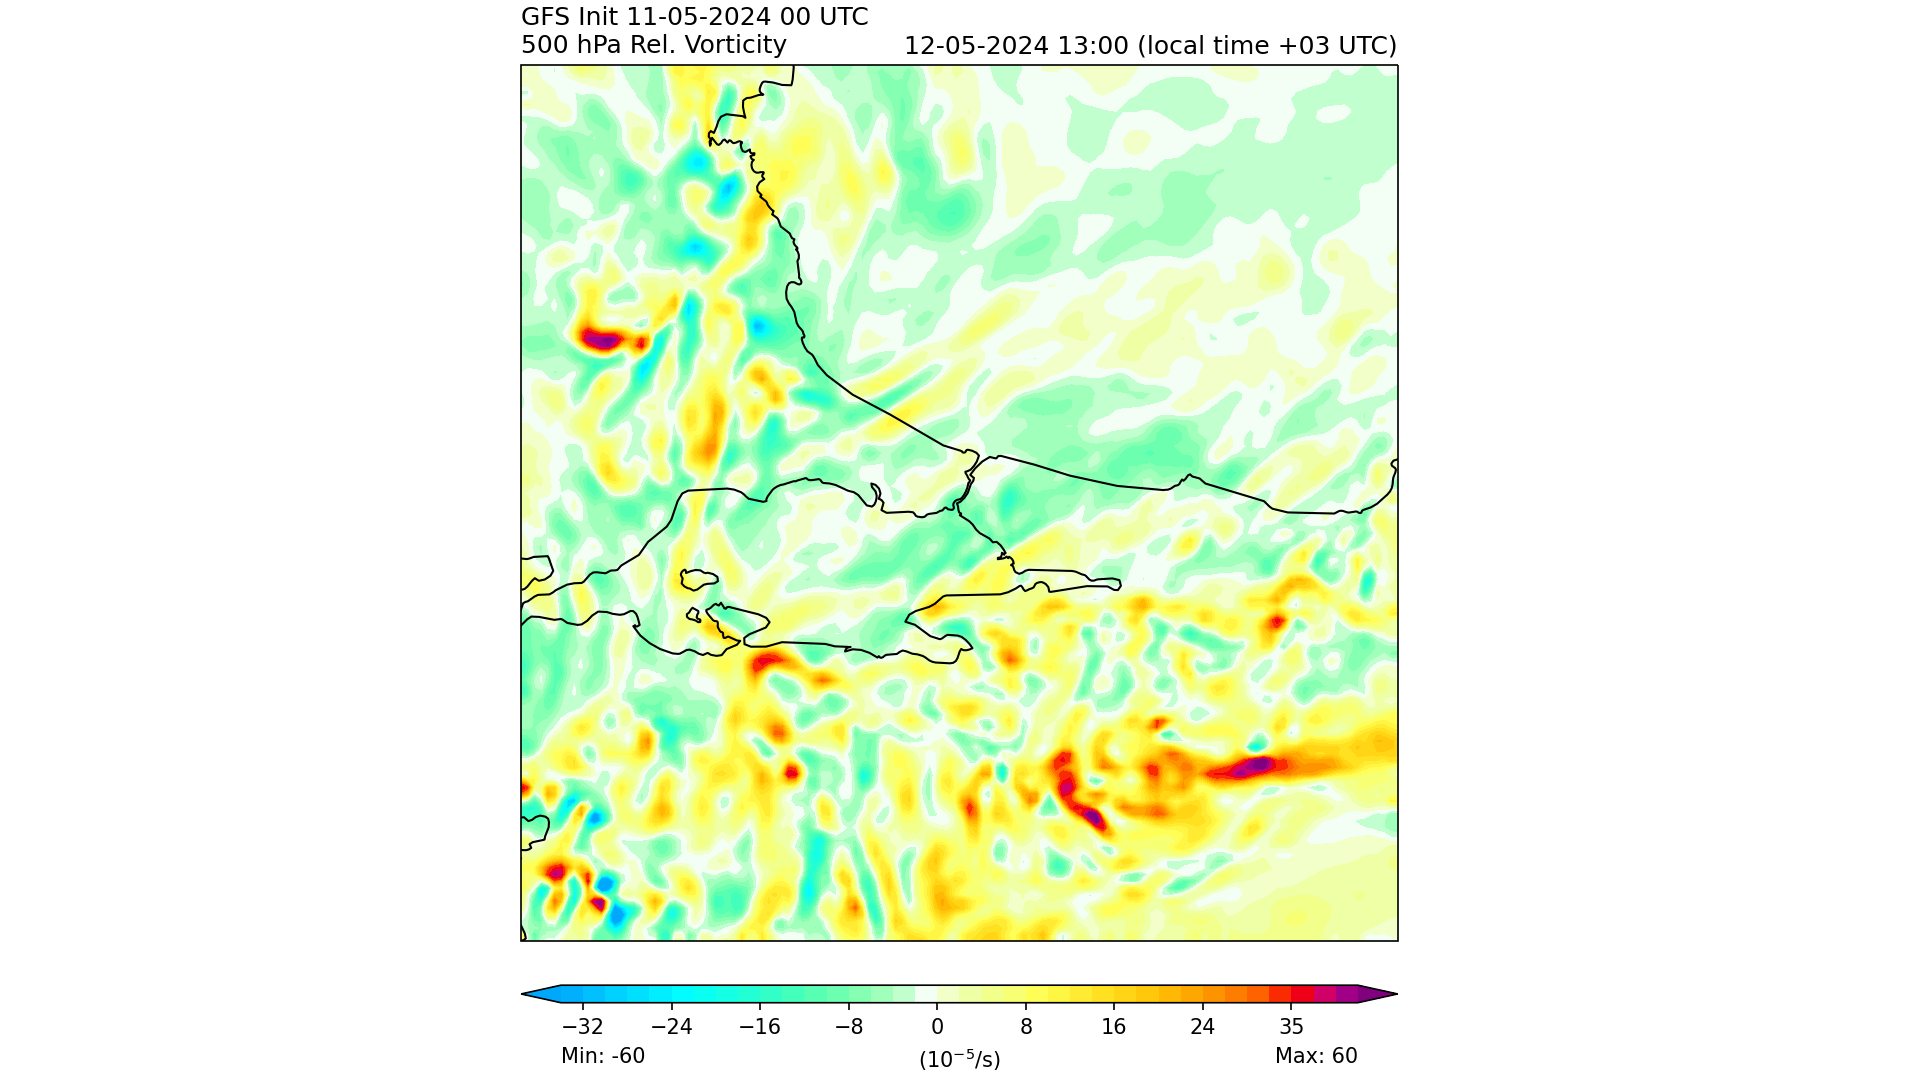 GFS Init 11-05-2024 00 UTC
500 hPa Rel. Vorticity
12-05-2024 13:00 (local time +03 UTC)
−32 −24 −16 −8 0 8 16 24 35
Min: -60 (10⁻⁵/s) Max: 60